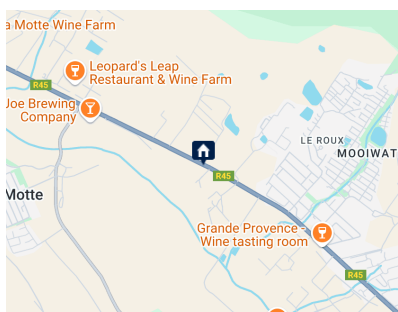 a Motte Wine Farm
Leopard's Leap
Restaurant & Wine Farm
R45
Joe Brewing
Company
LE ROUX
MOOIWAT
R45
Motte
Grande Provence -
Wine tasting room
R45